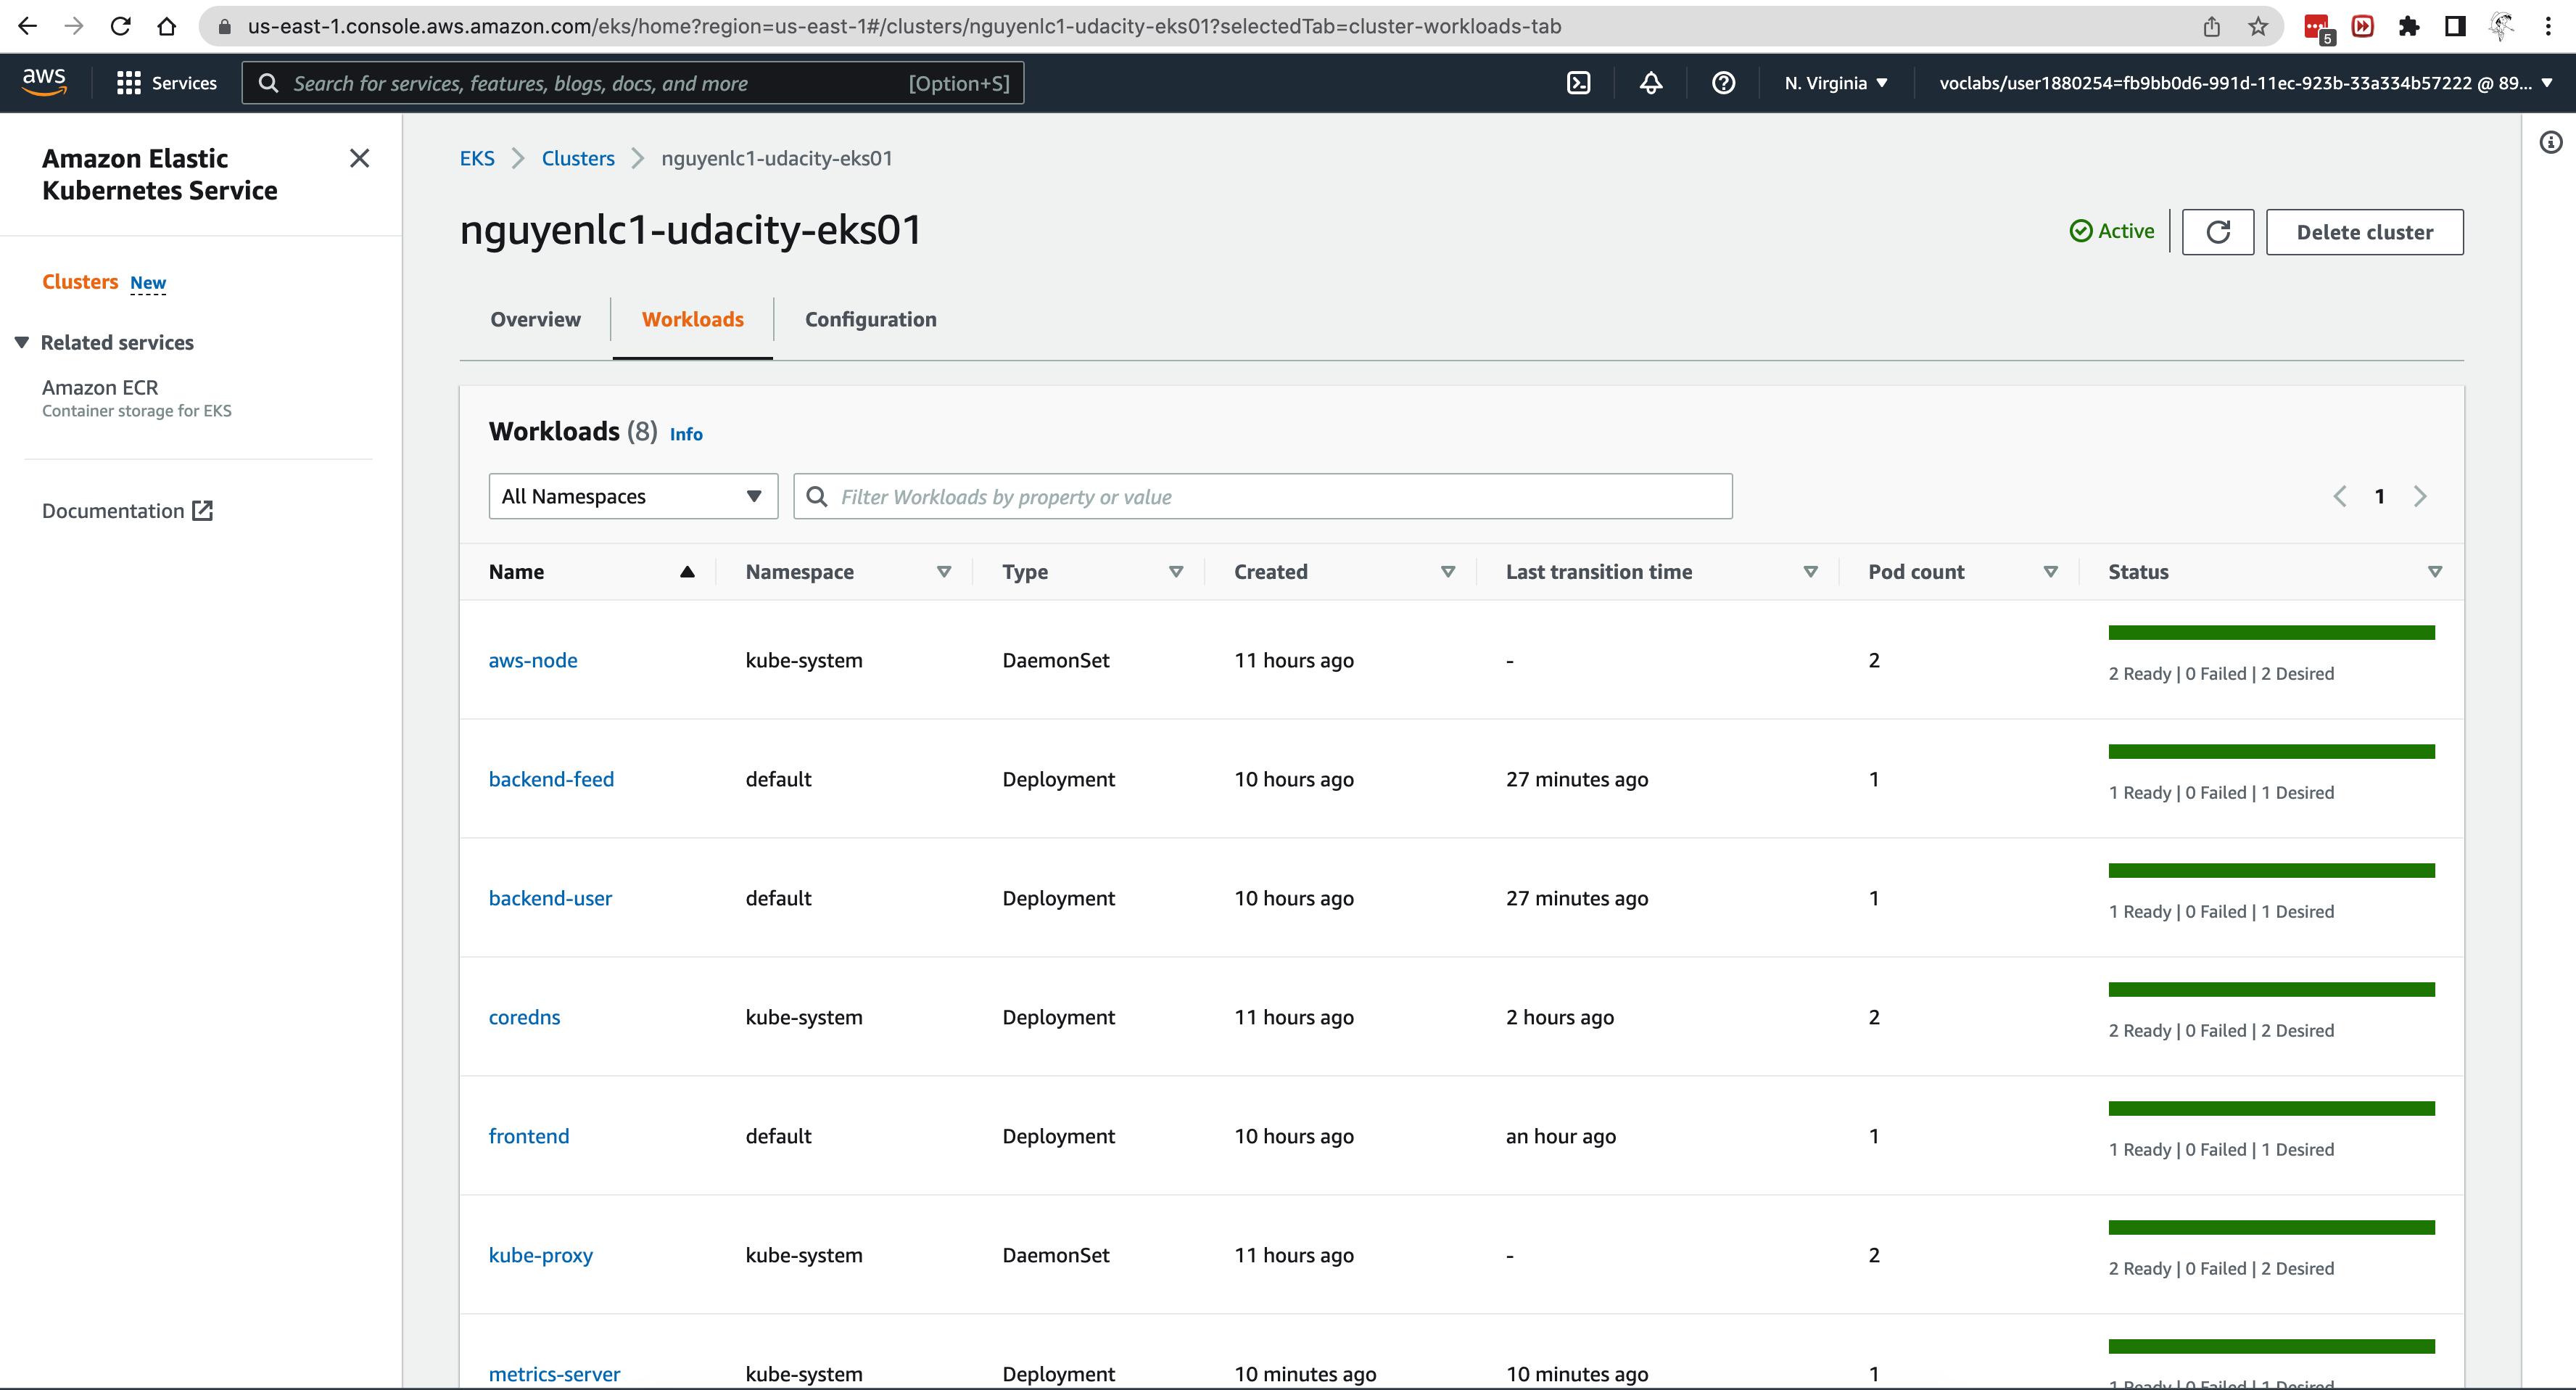 us-east-1.console.aws.amazon.com/eks/home?region=us-east-1#/clusters/nguyenlc1-udacity-eks01?selectedTab=cluster-workloads-tab
5
aws
Services
Search for services, features, blogs, docs, and more [Option+S]
N. Virginia
voclabs/user1880254=fb9bb0d6-991d-11ec-923b-33a334b57222 @ 89...
Amazon Elastic
Kubernetes Service
Clusters New
Related services
Amazon ECR
Container storage for EKS
Documentation
EKS Clusters nguyenlc1-udacity-eks01
nguyenlc1-udacity-eks01
Active
Delete cluster
Overview Workloads Configuration
Workloads (8) Info
All Namespaces
Filter Workloads by property or value
1
Name Namespace Type Created Last transition time Pod count Status
aws-node kube-system DaemonSet 11 hours ago - 2
2 Ready | 0 Failed | 2 Desired
backend-feed default Deployment 10 hours ago 27 minutes ago 1
1 Ready | 0 Failed | 1 Desired
backend-user default Deployment 10 hours ago 27 minutes ago 1
1 Ready | 0 Failed | 1 Desired
coredns kube-system Deployment 11 hours ago 2 hours ago 2
2 Ready | 0 Failed | 2 Desired
frontend default Deployment 10 hours ago an hour ago 1
1 Ready | 0 Failed | 1 Desired
kube-proxy kube-system DaemonSet 11 hours ago - 2
2 Ready | 0 Failed | 2 Desired
metrics-server kube-system Deployment 10 minutes ago 10 minutes ago 1
1 Ready | 0 Failed | 1 Desired